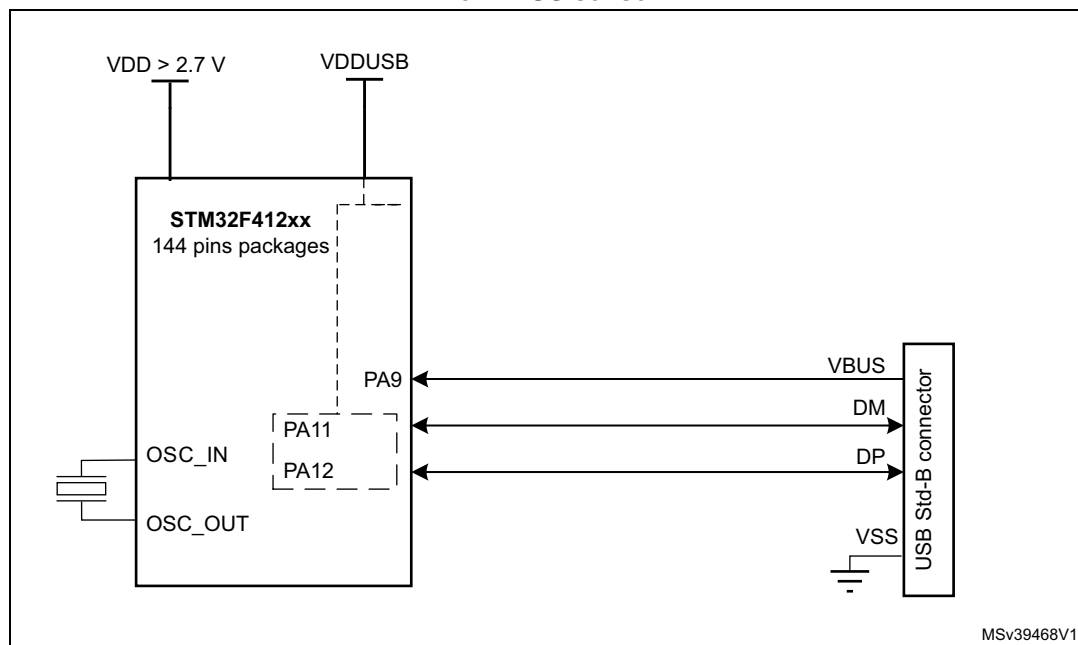 VDD > 2.7 V
VDDUSB
STM32F412xx
144 pins packages
PA9
VBUS
PA11
DM
PA12
DP
OSC_IN
OSC_OUT
VSS
USB Std-B connector
MSv39468V1